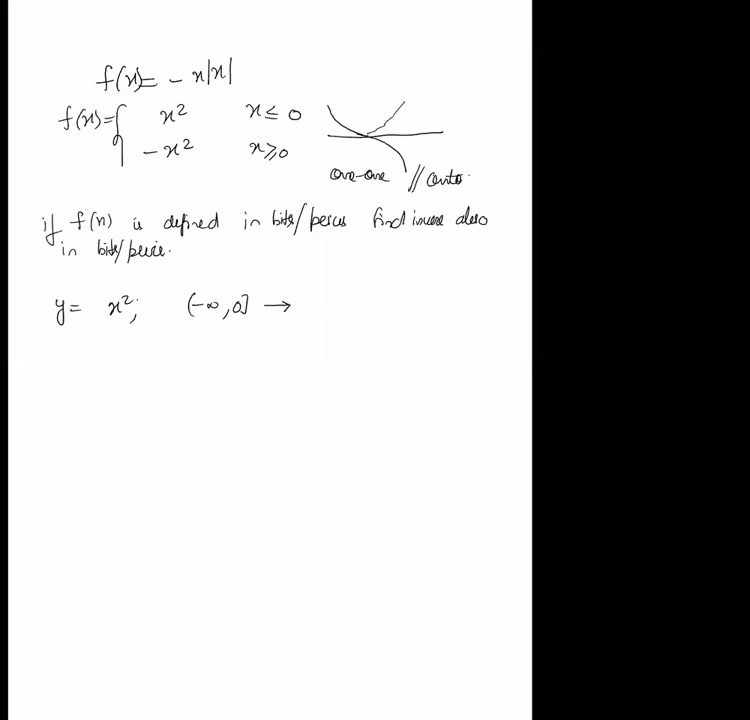 f(x) = - x|x|
f(x) = { x² x ≤ 0
- x² x ≥ 0
one-one // onto.
if f(x) is defined in bits/pieces find inverse also
in bits/piece.
y = x²; (-∞, 0] →